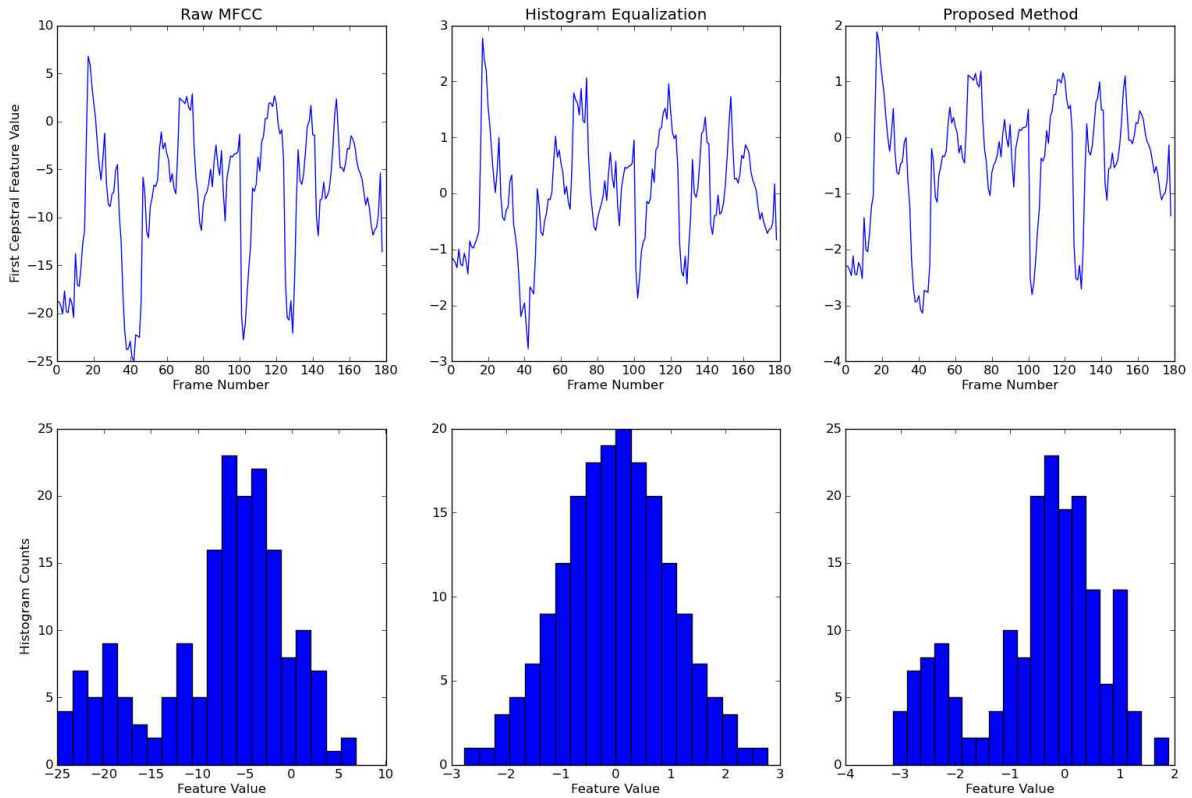 Raw MFCC
Histogram Equalization
Proposed Method
First Cepstral Feature Value
10
5
0
−5
−10
−15
−20
−25
0 20 40 60 80 100 120 140 160 180
Frame Number
3
2
1
0
−1
−2
−3
0 20 40 60 80 100 120 140 160 180
Frame Number
2
1
0
−1
−2
−3
−4
0 20 40 60 80 100 120 140 160 180
Frame Number
Histogram Counts
25
20
15
10
5
0
−25 −20 −15 −10 −5 0 5 10
Feature Value
20
15
10
5
0
−3 −2 −1 0 1 2 3
Feature Value
25
20
15
10
5
0
−4 −3 −2 −1 0 1 2
Feature Value